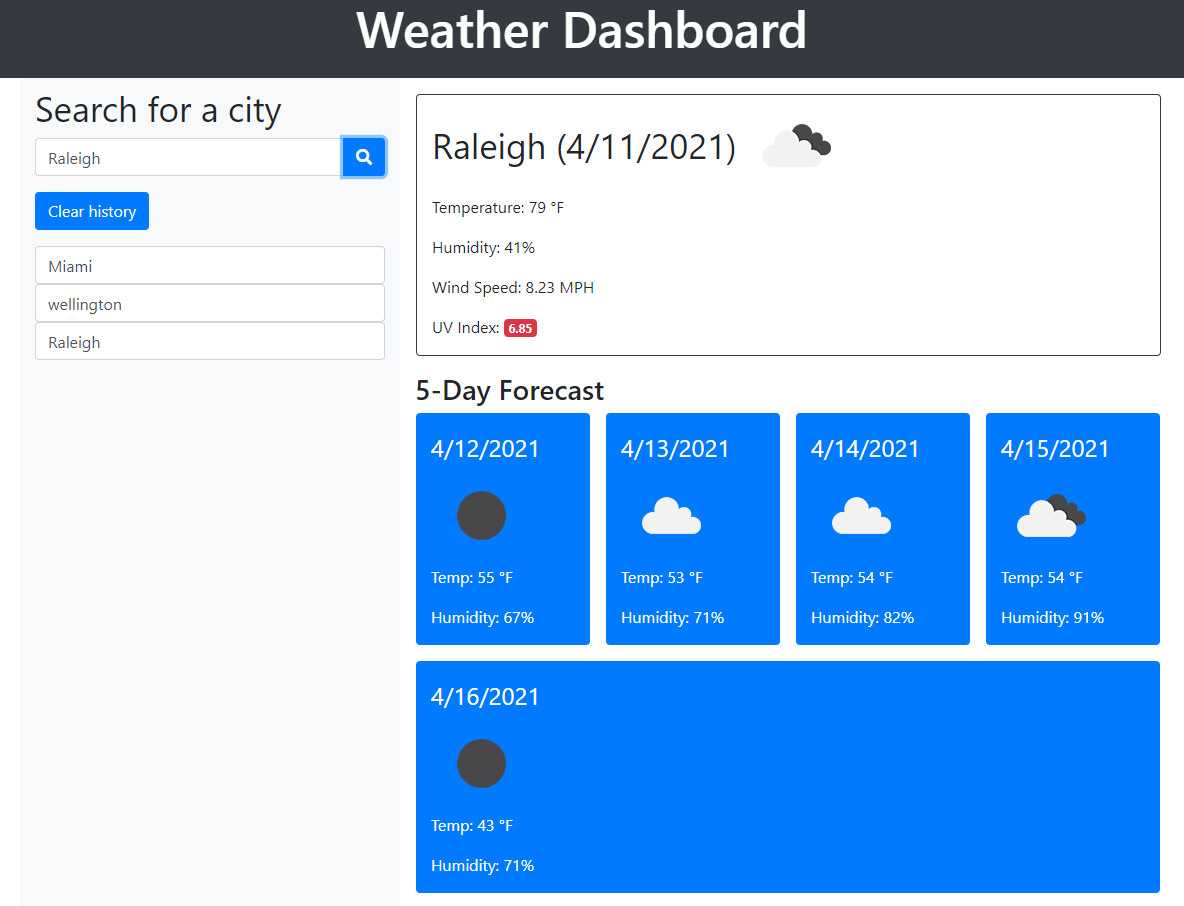 Weather Dashboard
Search for a city
Raleigh
Clear history
Miami
wellington
Raleigh
Raleigh (4/11/2021)
Temperature: 79 °F
Humidity: 41%
Wind Speed: 8.23 MPH
UV Index: 6.85
5-Day Forecast
4/12/2021
Temp: 55 °F
Humidity: 67%
4/13/2021
Temp: 53 °F
Humidity: 71%
4/14/2021
Temp: 54 °F
Humidity: 82%
4/15/2021
Temp: 54 °F
Humidity: 91%
4/16/2021
Temp: 43 °F
Humidity: 71%